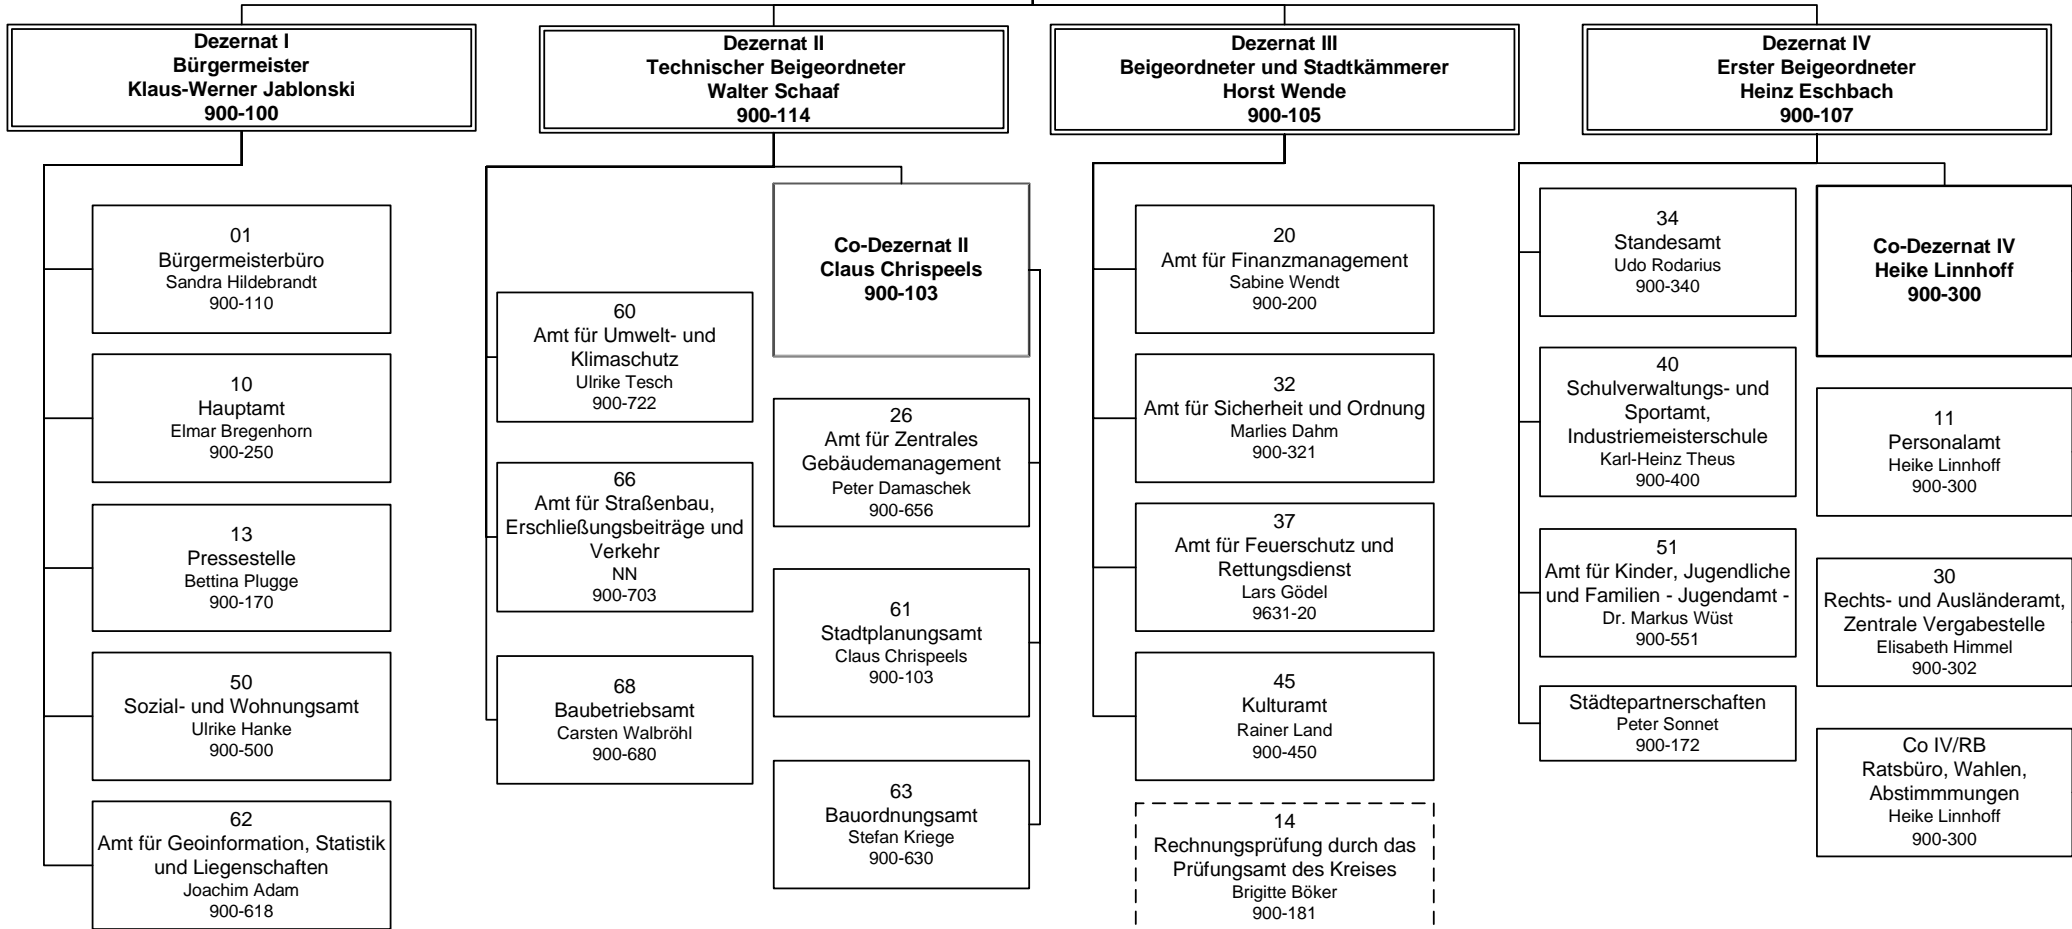 Dezernat I
Bürgermeister
Klaus-Werner Jablonski
900-100
Dezernat II
Technischer Beigeordneter
Walter Schaaf
900-114
Dezernat III
Beigeordneter und Stadtkämmerer
Horst Wende
900-105
Dezernat IV
Erster Beigeordneter
Heinz Eschbach
900-107
01
Bürgermeisterbüro
Sandra Hildebrandt
900-110
10
Hauptamt
Elmar Bregenhorn
900-250
13
Pressestelle
Bettina Plugge
900-170
50
Sozial- und Wohnungsamt
Ulrike Hanke
900-500
62
Amt für Geoinformation, Statistik
und Liegenschaften
Joachim Adam
900-618
60
Amt für Umwelt- und
Klimaschutz
Ulrike Tesch
900-722
66
Amt für Straßenbau,
Erschließungsbeiträge und
Verkehr
NN
900-703
68
Baubetriebsamt
Carsten Walbröhl
900-680
Co-Dezernat II
Claus Chrispeels
900-103
26
Amt für Zentrales
Gebäudemanagement
Peter Damaschek
900-656
61
Stadtplanungsamt
Claus Chrispeels
900-103
63
Bauordnungsamt
Stefan Kriege
900-630
20
Amt für Finanzmanagement
Sabine Wendt
900-200
32
Amt für Sicherheit und Ordnung
Marlies Dahm
900-321
37
Amt für Feuerschutz und
Rettungsdienst
Lars Gödel
9631-20
45
Kulturamt
Rainer Land
900-450
14
Rechnungsprüfung durch das
Prüfungsamt des Kreises
Brigitte Böker
900-181
34
Standesamt
Udo Rodarius
900-340
40
Schulverwaltungs- und
Sportamt,
Industriemeisterschule
Karl-Heinz Theus
900-400
51
Amt für Kinder, Jugendliche
und Familien - Jugendamt -
Dr. Markus Wüst
900-551
Städtepartnerschaften
Peter Sonnet
900-172
Co-Dezernat IV
Heike Linnhoff
900-300
11
Personalamt
Heike Linnhoff
900-300
30
Rechts- und Ausländeramt,
Zentrale Vergabestelle
Elisabeth Himmel
900-302
Co IV/RB
Ratsbüro, Wahlen,
Abstimmmungen
Heike Linnhoff
900-300